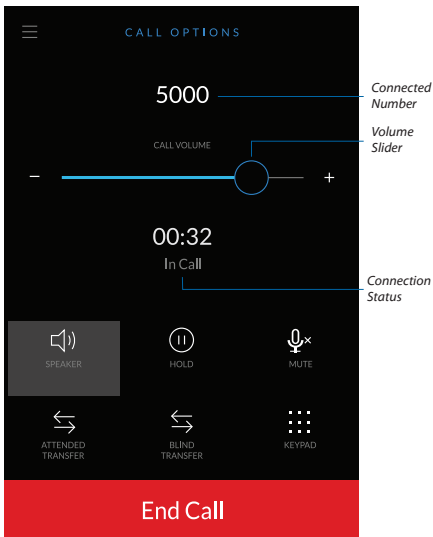 CALL OPTIONS
5000
Connected
Number
Volume
Slider
CALL VOLUME
00:32
In Call
Connection
Status
SPEAKER
HOLD
MUTE
ATTENDED
TRANSFER
BLIND
TRANSFER
KEYPAD
End Call